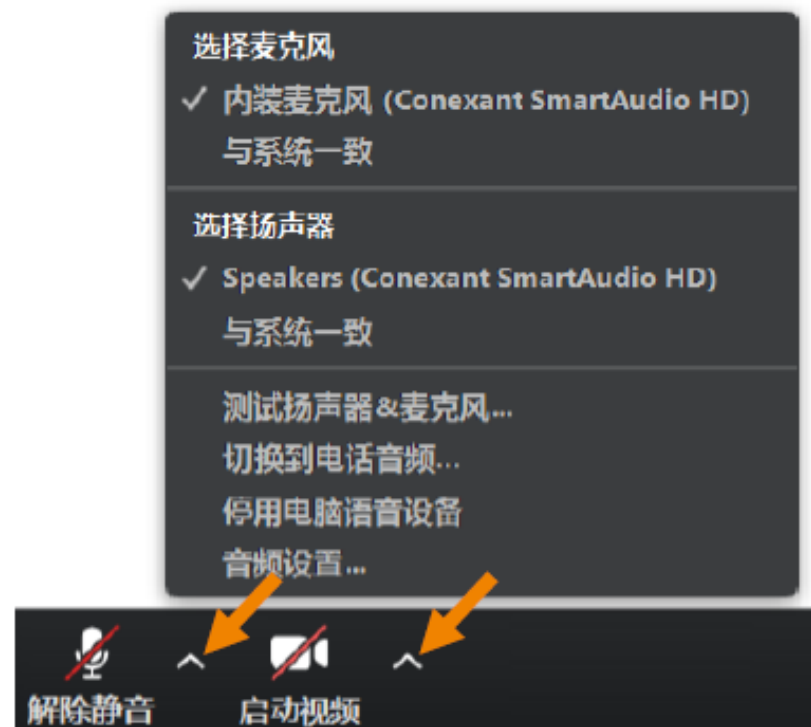 选择麦克风
内装麦克风 (Conexant SmartAudio HD)
与系统一致
选择扬声器
Speakers (Conexant SmartAudio HD)
与系统一致
测试扬声器&麦克风...
切换到电话音频...
停用电脑语音设备
音频设置...
解除静音 启动视频